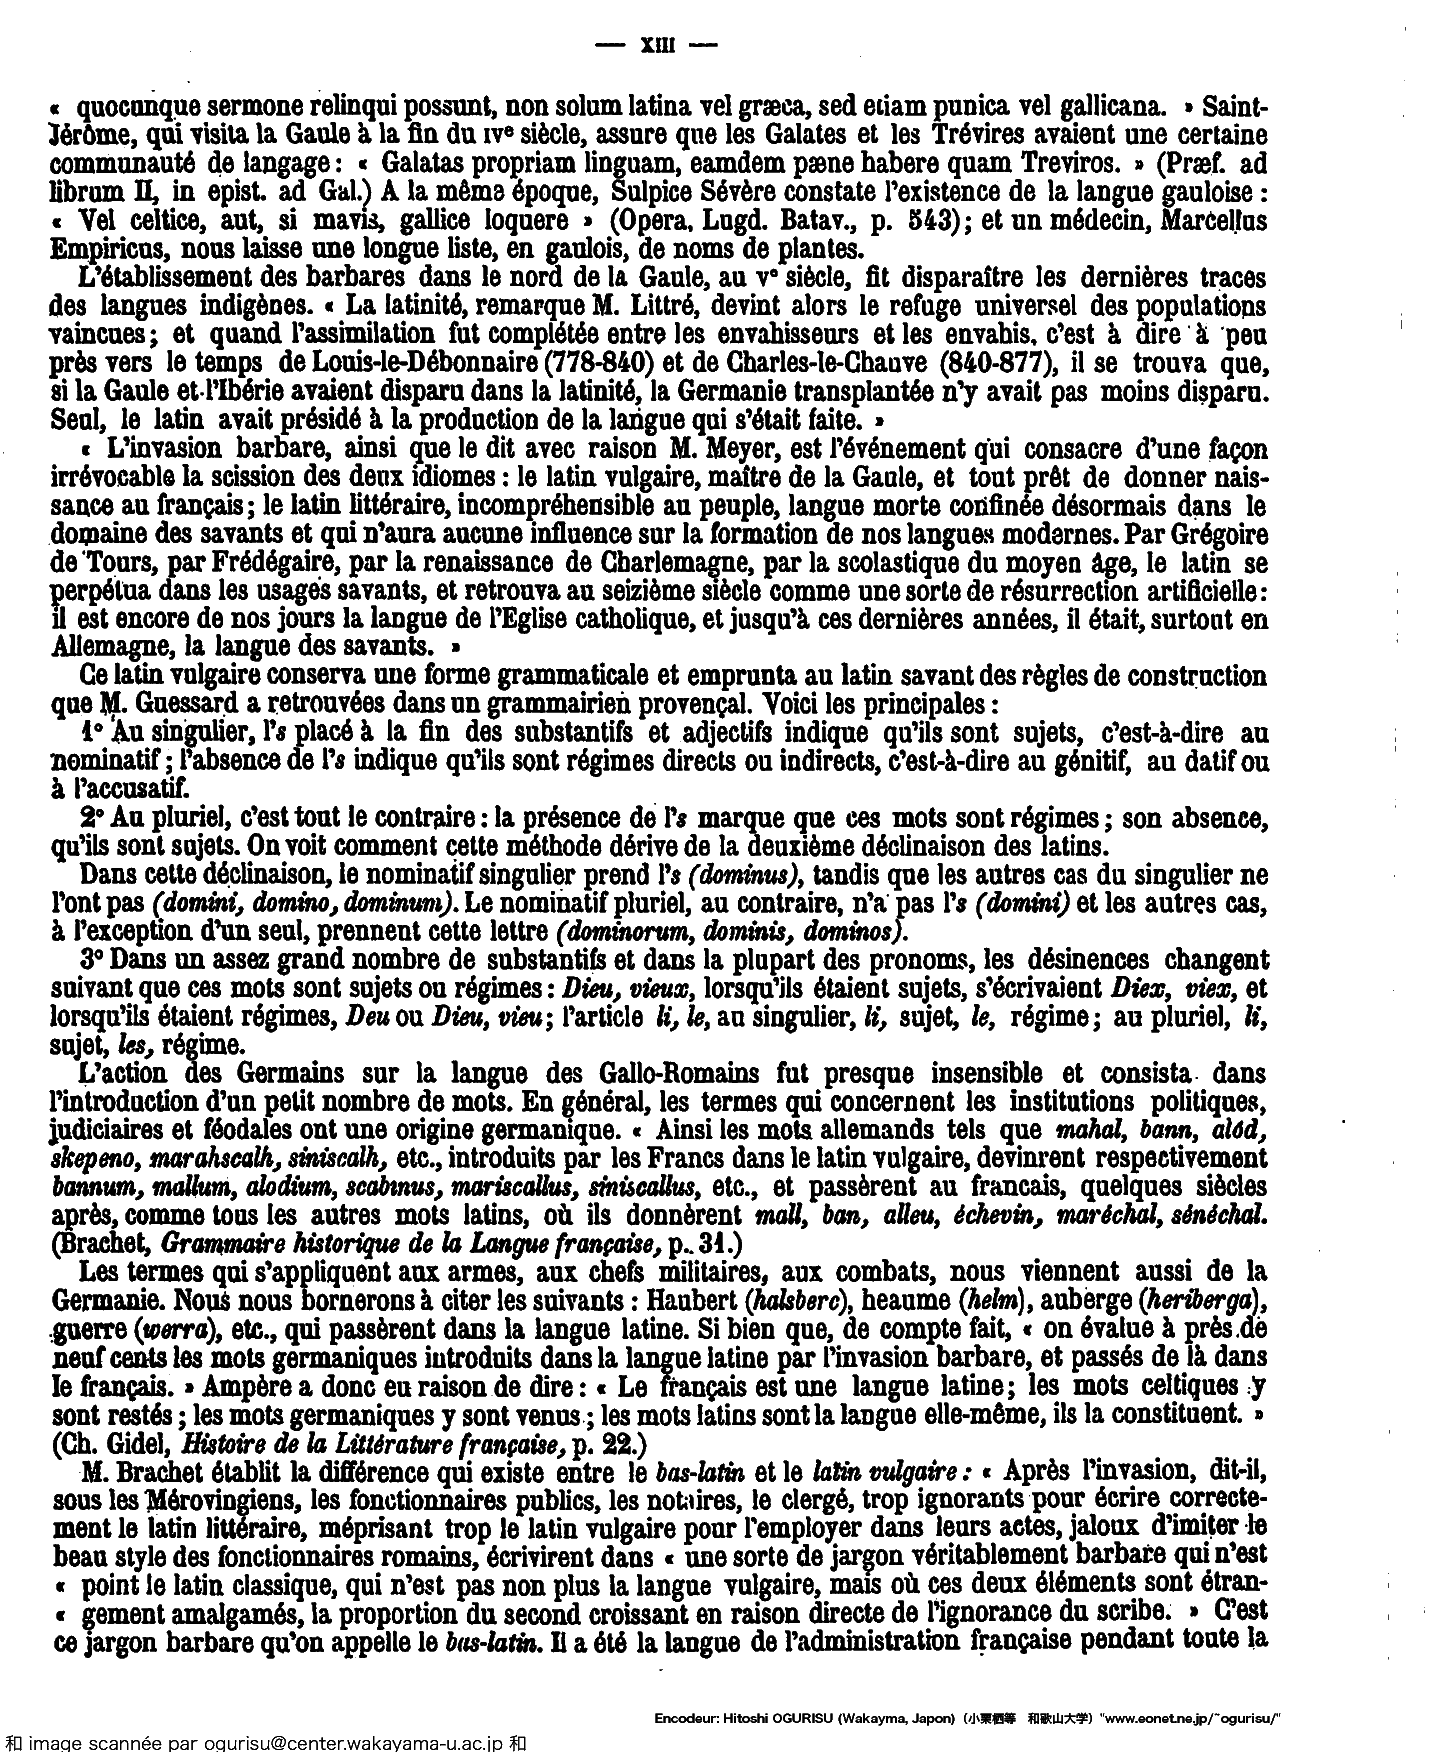 — XIII —
« quocunque sermone relinqui possunt, non solum latina vel græca, sed etiam punica vel gallicana. » Saint-
Jérôme, qui visita la Gaule à la fin du IVe siècle, assure que les Galates et les Trévires avaient une certaine
communauté de langage : « Galatas propriam linguam, eamdem pæne habere quam Treviros. » (Præf. ad
librum II, in epist. ad Gal.) A la même époque, Sulpice Sévère constate l'existence de la langue gauloise :
« Vel celtice, aut, si mavis, gallice loquere » (Opera, Lugd. Batav., p. 543) ; et un médecin, Marcellus
Empiricus, nous laisse une longue liste, en gaulois, de noms de plantes.
L'établissement des barbares dans le nord de la Gaule, au Ve siècle, fit disparaître les dernières traces
des langues indigènes. « La latinité, remarque M. Littré, devint alors le refuge universel des populations
vaincues ; et quand l'assimilation fut complétée entre les envahisseurs et les envahis, c'est à dire à peu
près vers le temps de Louis-le-Débonnaire (778-840) et de Charles-le-Chauve (840-877), il se trouva que,
si la Gaule et l'Ibérie avaient disparu dans la latinité, la Germanie transplantée n'y avait pas moins disparu.
Seul, le latin avait présidé à la production de la langue qui s'était faite. »
« L'invasion barbare, ainsi que le dit avec raison M. Meyer, est l'événement qui consacre d'une façon
irrévocable la scission des deux idiomes : le latin vulgaire, maître de la Gaule, et tout prêt de donner nais-
sance au français ; le latin littéraire, incompréhensible au peuple, langue morte confinée désormais dans le
domaine des savants et qui n'aura aucune influence sur la formation de nos langues modernes. Par Grégoire
de Tours, par Frédégaire, par la renaissance de Charlemagne, par la scolastique du moyen âge, le latin se
perpétua dans les usages savants, et retrouva au seizième siècle comme une sorte de résurrection artificielle :
il est encore de nos jours la langue de l'Eglise catholique, et jusqu'à ces dernières années, il était, surtout en
Allemagne, la langue des savants. »
Ce latin vulgaire conserva une forme grammaticale et emprunta au latin savant des règles de construction
que M. Guessard a retrouvées dans un grammairien provençal. Voici les principales :
1° Au singulier, l's placé à la fin des substantifs et adjectifs indique qu'ils sont sujets, c'est-à-dire au
nominatif ; l'absence de l's indique qu'ils sont régimes directs ou indirects, c'est-à-dire au génitif, au datif ou
à l'accusatif.
2° Au pluriel, c'est tout le contraire : la présence de l's marque que ces mots sont régimes ; son absence,
qu'ils sont sujets. On voit comment cette méthode dérive de la deuxième déclinaison des latins.
Dans cette déclinaison, le nominatif singulier prend l's (dominus), tandis que les autres cas du singulier ne
l'ont pas (domini, domino, dominum). Le nominatif pluriel, au contraire, n'a pas l's (domini) et les autres cas,
à l'exception d'un seul, prennent cette lettre (dominorum, dominis, dominos).
3° Dans un assez grand nombre de substantifs et dans la plupart des pronoms, les désinences changent
suivant que ces mots sont sujets ou régimes : Dieu, vieux, lorsqu'ils étaient sujets, s'écrivaient Diex, viex, et
lorsqu'ils étaient régimes, Deu ou Dieu, vieu ; l'article li, le, au singulier, li, sujet, le, régime ; au pluriel, li,
sujet, les, régime.
L'action des Germains sur la langue des Gallo-Romains fut presque insensible et consista dans
l'introduction d'un petit nombre de mots. En général, les termes qui concernent les institutions politiques,
judiciaires et féodales ont une origine germanique. « Ainsi les mots allemands tels que mahal, bann, alôd,
skepeno, marahscalh, siniscalh, etc., introduits par les Francs dans le latin vulgaire, devinrent respectivement
bannum, mallum, alodium, scabinus, mariscallus, siniscallus, etc., et passèrent au francais, quelques siècles
après, comme tous les autres mots latins, où ils donnèrent mall, ban, alleu, échevin, maréchal, sénéchal.
(Brachet, Grammaire historique de la Langue française, p. 31.)
Les termes qui s'appliquent aux armes, aux chefs militaires, aux combats, nous viennent aussi de la
Germanie. Nous nous bornerons à citer les suivants : Haubert (halsberc), heaume (helm), auberge (heriberga),
guerre (werra), etc., qui passèrent dans la langue latine. Si bien que, de compte fait, « on évalue à près de
neuf cents les mots germaniques introduits dans la langue latine par l'invasion barbare, et passés de là dans
le français. » Ampère a donc eu raison de dire : « Le français est une langue latine ; les mots celtiques y
sont restés ; les mots germaniques y sont venus ; les mots latins sont la langue elle-même, ils la constituent. »
(Ch. Gidel, Histoire de la Littérature française, p. 22.)
M. Brachet établit la différence qui existe entre le bas-latin et le latin vulgaire : « Après l'invasion, dit-il,
sous les Mérovingiens, les fonctionnaires publics, les notaires, le clergé, trop ignorants pour écrire correcte-
ment le latin littéraire, méprisant trop le latin vulgaire pour l'employer dans leurs actes, jaloux d'imiter le
beau style des fonctionnaires romains, écrivirent dans « une sorte de jargon véritablement barbare qui n'est
« point le latin classique, qui n'est pas non plus la langue vulgaire, mais où ces deux éléments sont étran-
« gement amalgamés, la proportion du second croissant en raison directe de l'ignorance du scribe. » C'est
ce jargon barbare qu'on appelle le bas-latin. Il a été la langue de l'administration française pendant toute la
Encodeur: Hitoshi OGURISU (Wakayma, Japon) (小栗栖等 和歌山大学) "www.eonet.ne.jp/~ogurisu/"
和 image scannée par ogurisu@center.wakayama-u.ac.jp 和